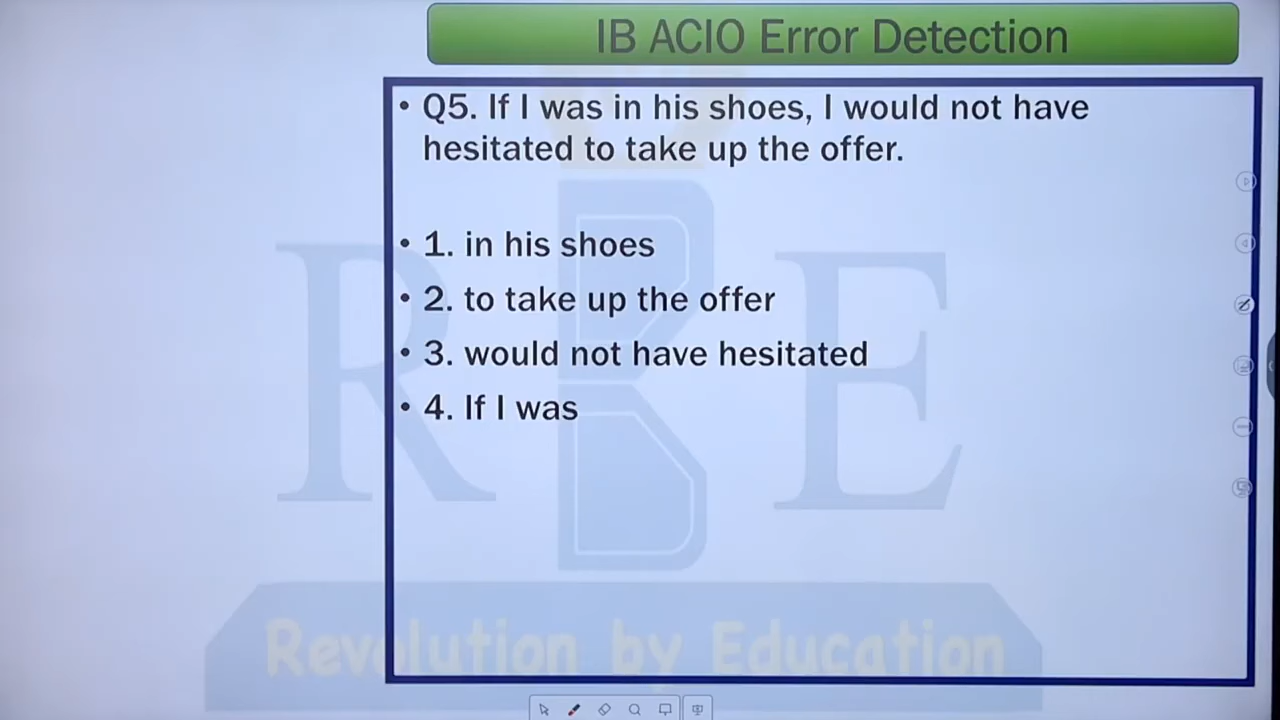 IB ACIO Error Detection
• Q5. If I was in his shoes, I would not have
hesitated to take up the offer.
• 1. in his shoes
• 2. to take up the offer
• 3. would not have hesitated
• 4. If I was
RBE
Revolution by Education